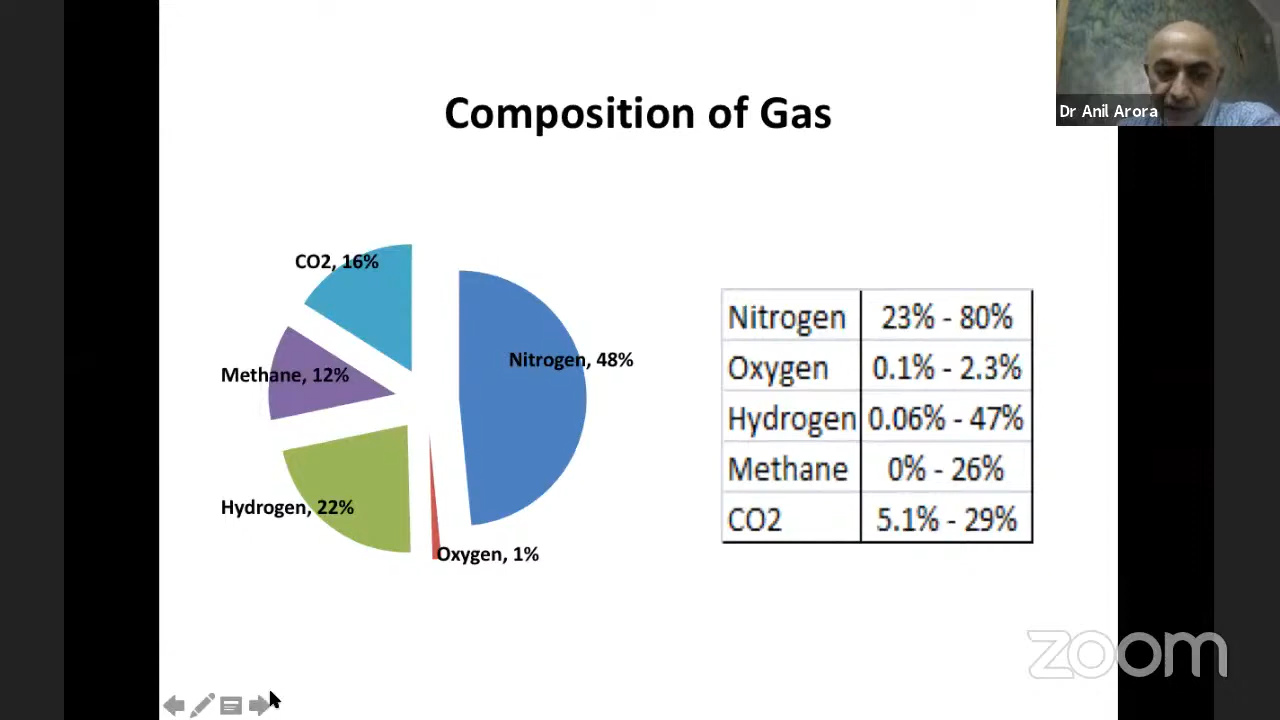 Composition of Gas
Dr Anil Arora
CO2, 16%
Nitrogen, 48%
Methane, 12%
Hydrogen, 22%
Oxygen, 1%
Nitrogen 23% - 80%
Oxygen 0.1% - 2.3%
Hydrogen 0.06% - 47%
Methane 0% - 26%
CO2 5.1% - 29%
zoom